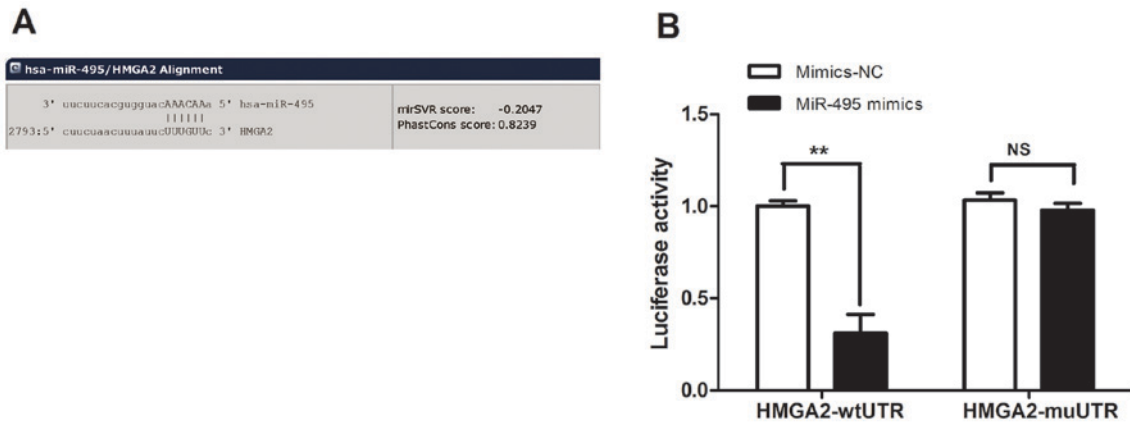 A
hsa-miR-495/HMGA2 Alignment
3' uucuucacgugguacAAACAAa 5' hsa-miR-495
||||||
2793:5' cuucuaacuuuauucUUUGUUc 3' HMGA2
mirSVR score: -0.2047
PhastCons score: 0.8239
B
Mimics-NC
MiR-495 mimics
Luciferase activity
1.5
1.0
0.5
0.0
**
NS
HMGA2-wtUTR
HMGA2-muUTR